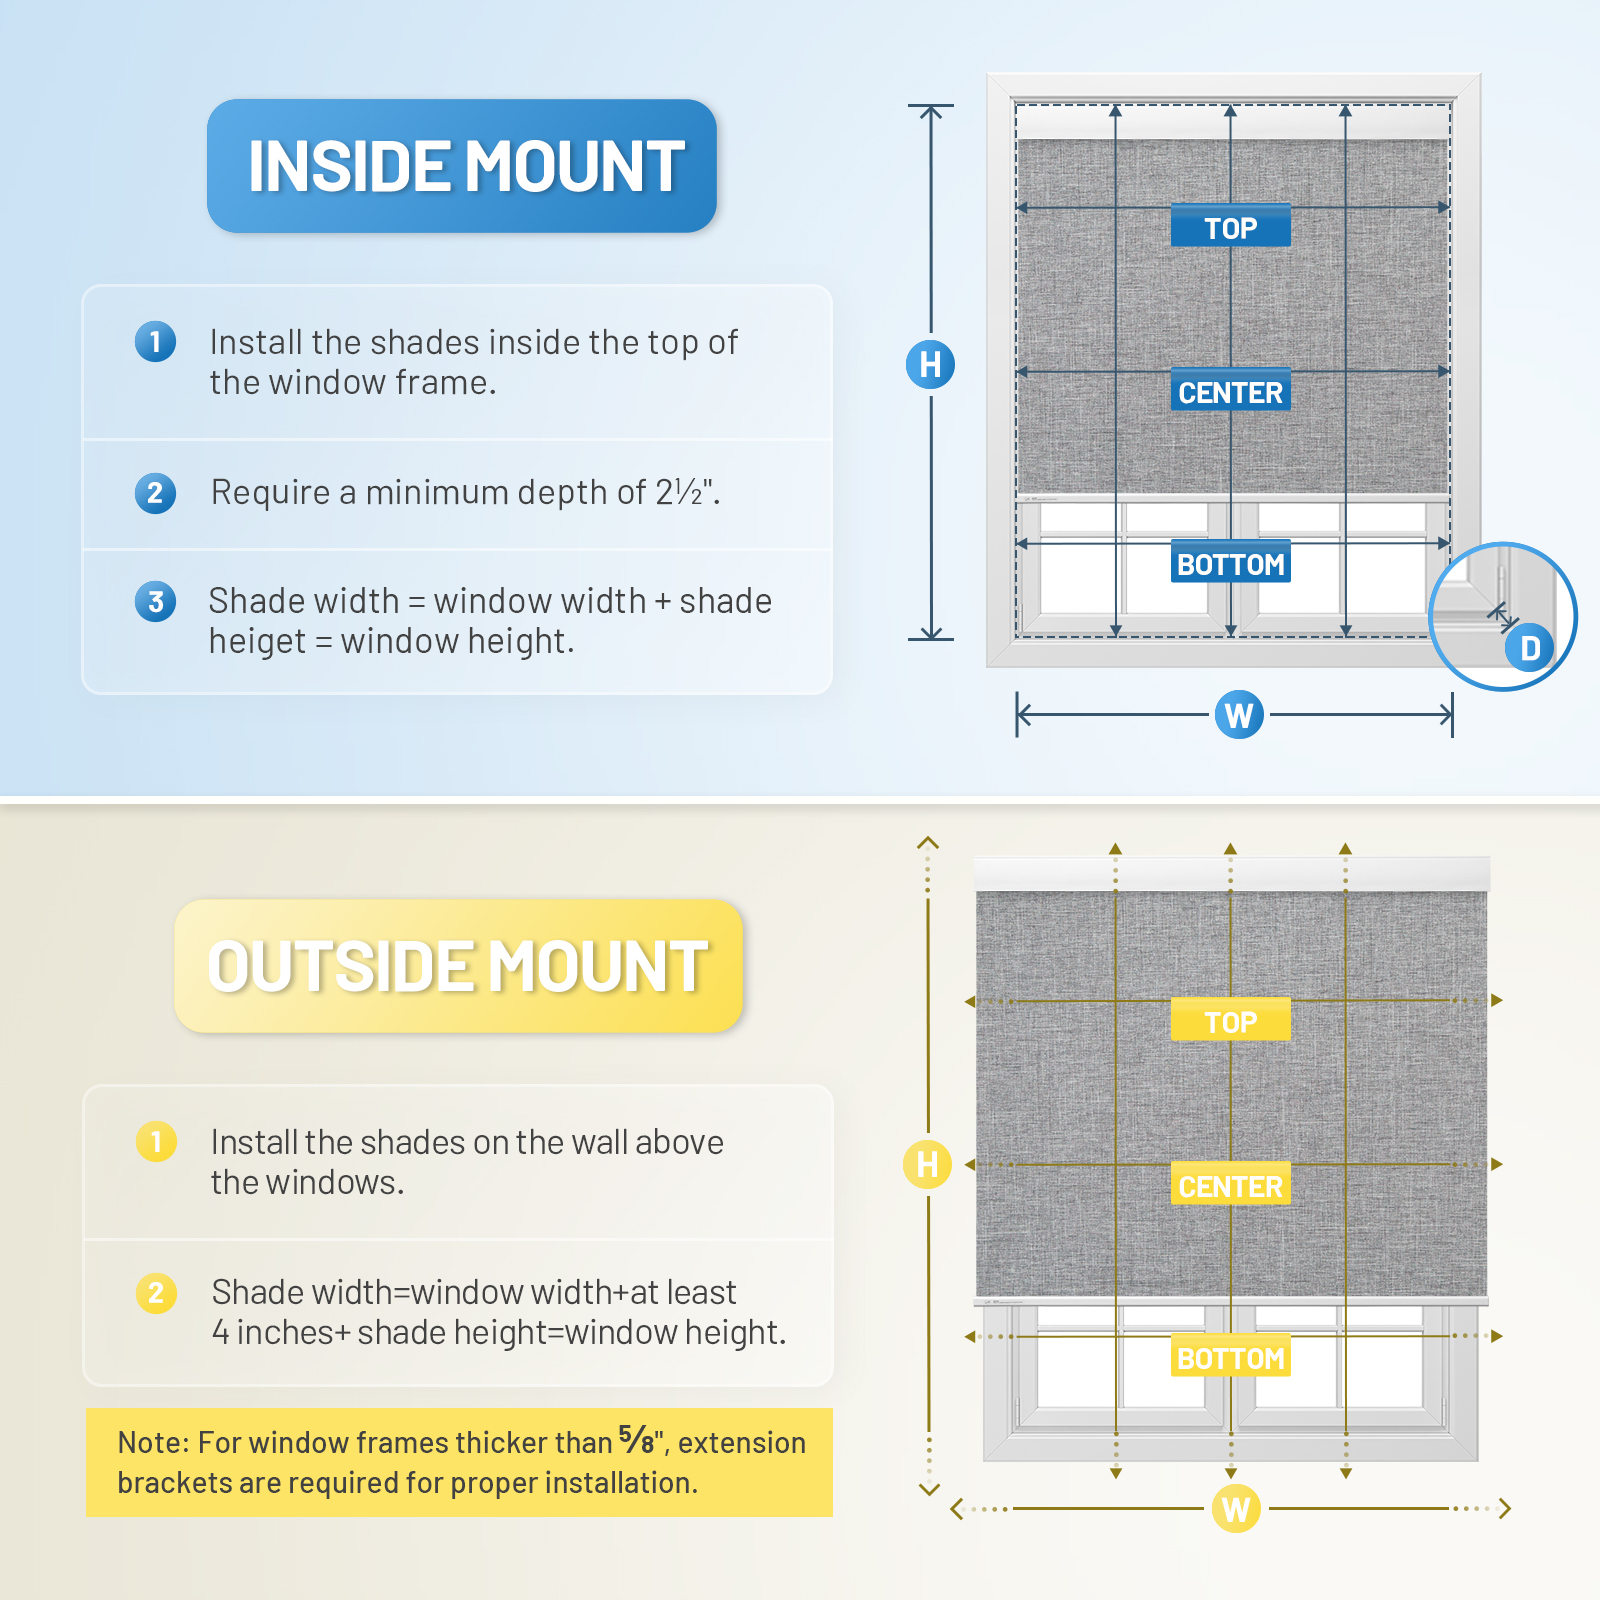 INSIDE MOUNT
1 Install the shades inside the top of
the window frame.
2 Require a minimum depth of 2½".
3 Shade width = window width + shade
heiget = window height.
H
TOP
CENTER
BOTTOM
D
W
OUTSIDE MOUNT
1 Install the shades on the wall above
the windows.
2 Shade width=window width+at least
4 inches+ shade height=window height.
Note: For window frames thicker than ⅝", extension
brackets are required for proper installation.
H
TOP
CENTER
BOTTOM
W